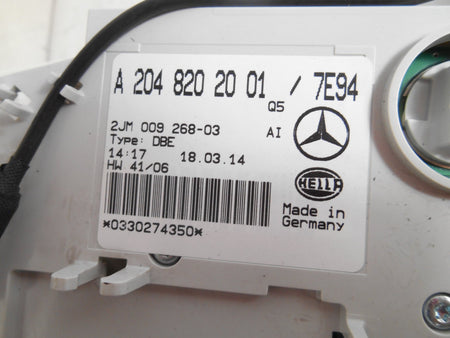 A 204 820 20 01 / 7E94
Q5
2JM 009 268-03 AI
Type: DBE
14:17 18.03.14
HW 41/06
HELLA
Made in
Germany
*0330274350*